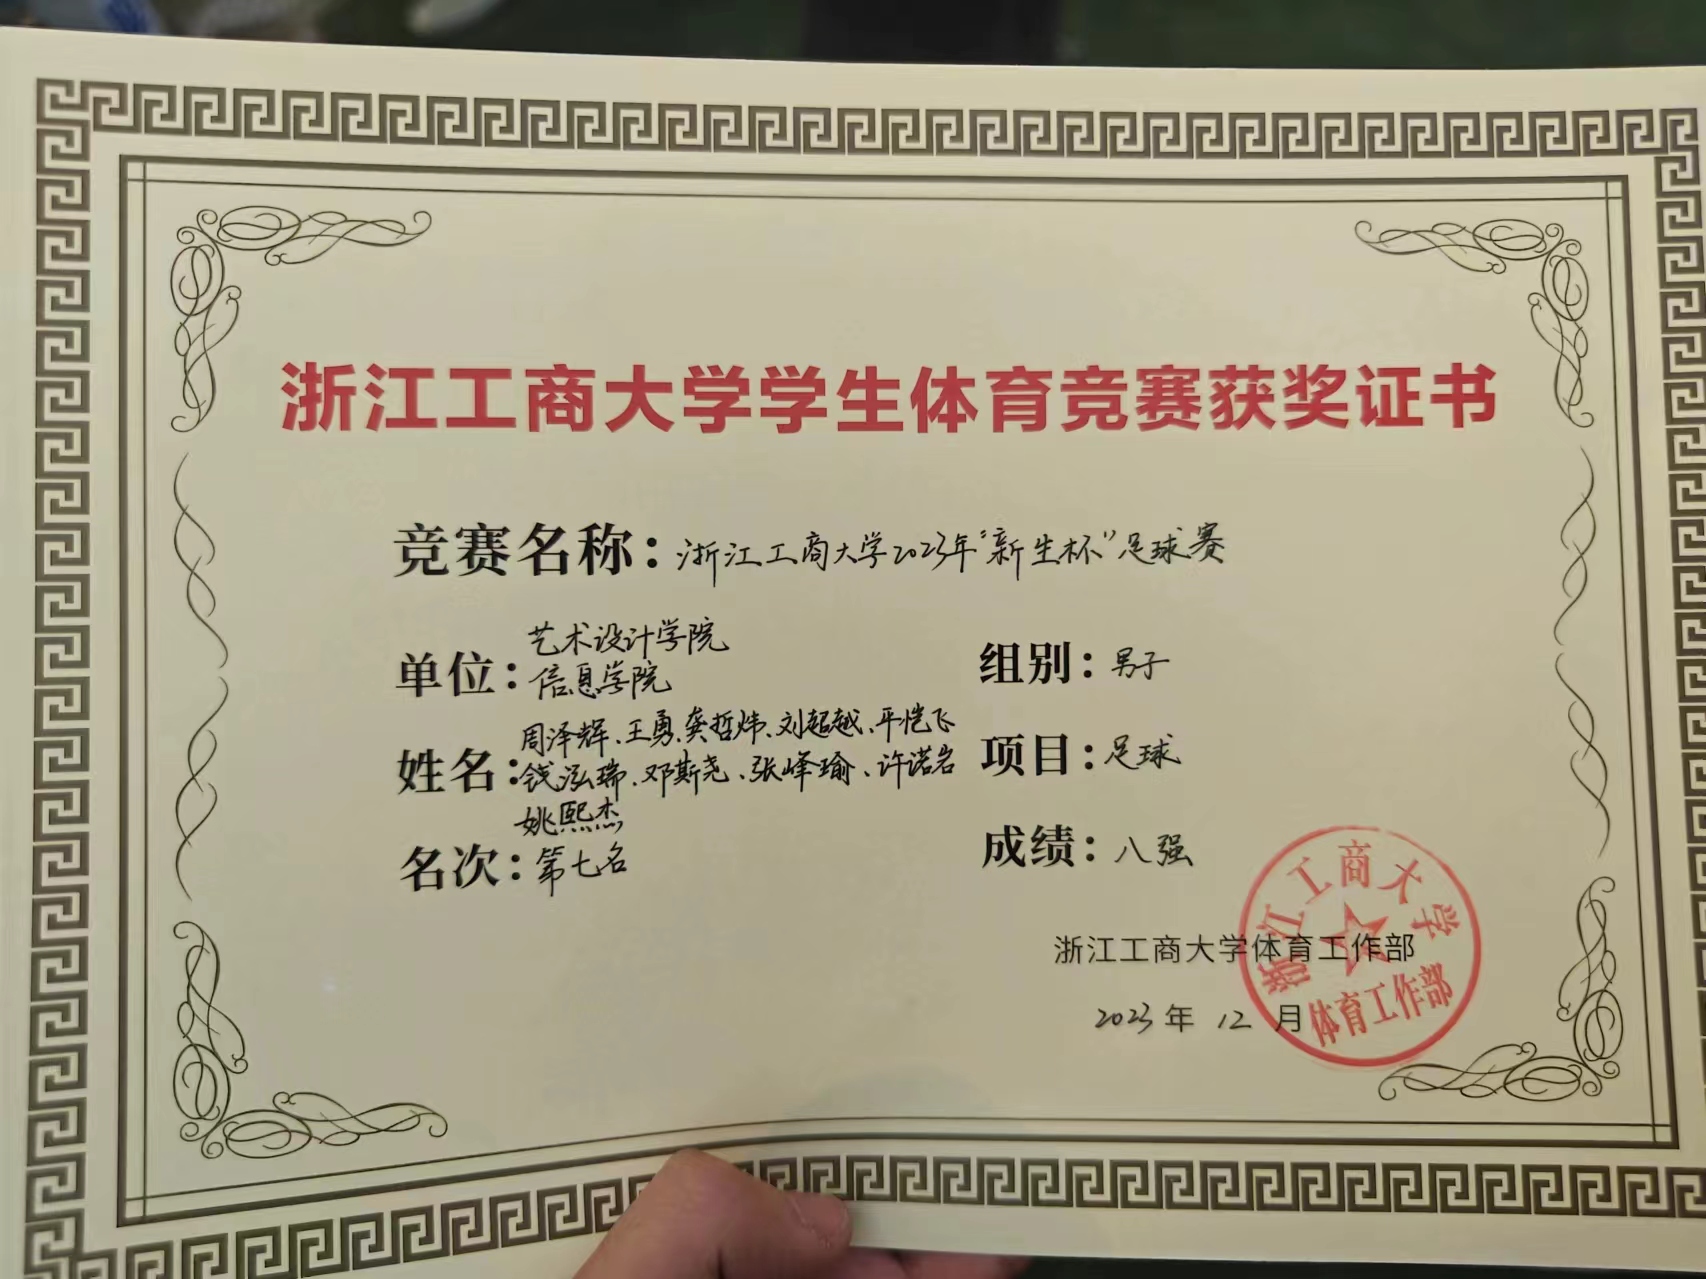 浙江工商大学学生体育竞赛获奖证书
竞赛名称：浙江工商大学2023年“新生杯”足球赛
单位：艺术设计学院
信息学院
组别：男子
姓名：周泽辉、王勇、龚哲炜、刘超越、平恺飞
钱泓瑞、邓斯尧、张峰瑜、许诺岩
姚熙杰
项目：足球
名次：第七名
成绩：八强
浙江工商大学体育工作部
2023年12月
浙江工商大学
体育工作部